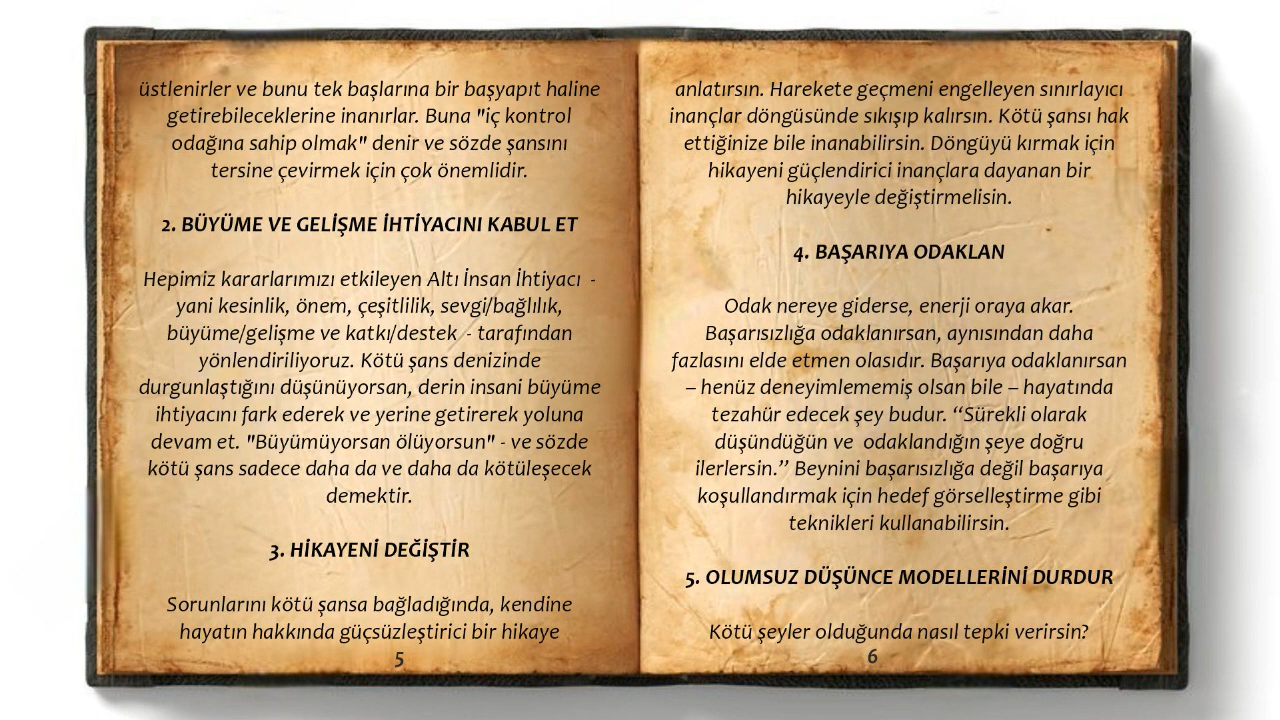 üstlenirler ve bunu tek başlarına bir başyapıt haline
getirebileceklerine inanırlar. Buna "iç kontrol
odağına sahip olmak" denir ve sözde şansını
tersine çevirmek için çok önemlidir.
2. BÜYÜME VE GELİŞME İHTİYACINI KABUL ET
Hepimiz kararlarımızı etkileyen Altı İnsan İhtiyacı -
yani kesinlik, önem, çeşitlilik, sevgi/bağlılık,
büyüme/gelişme ve katkı/destek - tarafından
yönlendiriliyoruz. Kötü şans denizinde
durgunlaştığını düşünüyorsan, derin insani büyüme
ihtiyacını fark ederek ve yerine getirerek yoluna
devam et. "Büyümüyorsan ölüyorsun" - ve sözde
kötü şans sadece daha da ve daha da kötüleşecek
demektir.
3. HİKAYENİ DEĞİŞTİR
Sorunlarını kötü şansa bağladığında, kendine
hayatın hakkında güçsüzleştirici bir hikaye
5
anlatırsın. Harekete geçmeni engelleyen sınırlayıcı
inançlar döngüsünde sıkışıp kalırsın. Kötü şansı hak
ettiğinize bile inanabilirsin. Döngüyü kırmak için
hikayeni güçlendirici inançlara dayanan bir
hikayeyle değiştirmelisin.
4. BAŞARIYA ODAKLAN
Odak nereye giderse, enerji oraya akar.
Başarısızlığa odaklanırsan, aynısından daha
fazlasını elde etmen olasıdır. Başarıya odaklanırsan
– henüz deneyimlememiş olsan bile – hayatında
tezahür edecek şey budur. “Sürekli olarak
düşündüğün ve odaklandığın şeye doğru
ilerlersin.” Beynini başarısızlığa değil başarıya
koşullandırmak için hedef görselleştirme gibi
teknikleri kullanabilirsin.
5. OLUMSUZ DÜŞÜNCE MODELLERİNİ DURDUR
Kötü şeyler olduğunda nasıl tepki verirsin?
6